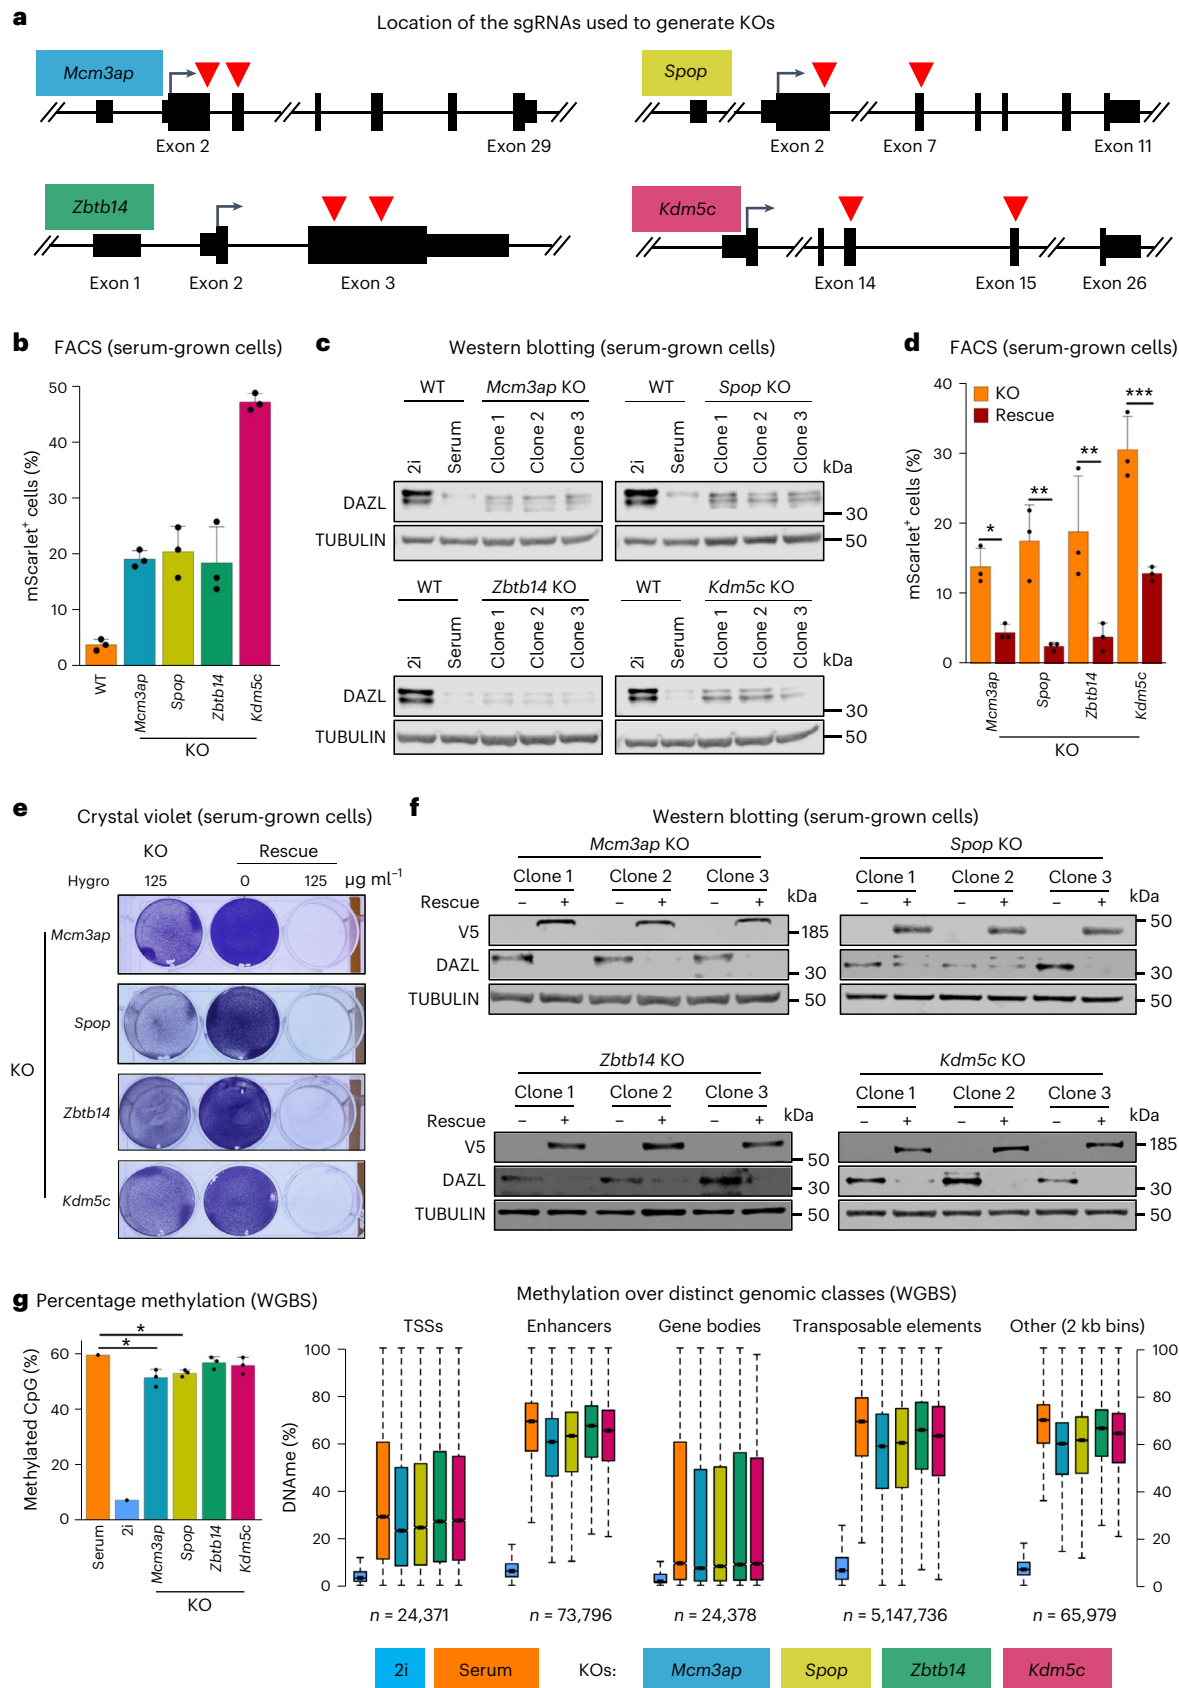 a
Location of the sgRNAs used to generate KOs
Mcm3ap
Exon 2
Exon 29
Spop
Exon 2
Exon 7
Exon 11
Zbtb14
Exon 1
Exon 2
Exon 3
Kdm5c
Exon 14
Exon 15
Exon 26
b
FACS (serum-grown cells)
mScarlet+ cells (%)
50
40
30
20
10
0
WT
Mcm3ap
Spop
Zbtb14
Kdm5c
KO
c
Western blotting (serum-grown cells)
WT
Mcm3ap KO
2i
Serum
Clone 1
Clone 2
Clone 3
WT
Spop KO
2i
Serum
Clone 1
Clone 2
Clone 3
kDa
DAZL
30
TUBULIN
50
WT
Zbtb14 KO
2i
Serum
Clone 1
Clone 2
Clone 3
WT
Kdm5c KO
2i
Serum
Clone 1
Clone 2
Clone 3
kDa
DAZL
30
TUBULIN
50
d
FACS (serum-grown cells)
mScarlet+ cells (%)
40
30
20
10
0
KO
Rescue
*
**
**
***
Mcm3ap
Spop
Zbtb14
Kdm5c
KO
e
Crystal violet (serum-grown cells)
KO
Rescue
Hygro
125
0
125
µg ml−1
KO
Mcm3ap
Spop
Zbtb14
Kdm5c
f
Western blotting (serum-grown cells)
Mcm3ap KO
Clone 1 Clone 2 Clone 3
kDa
Rescue – + – + – +
V5
185
DAZL
30
TUBULIN
50
Spop KO
Clone 1 Clone 2 Clone 3
kDa
– + – + – +
50
30
50
Zbtb14 KO
Clone 1 Clone 2 Clone 3
kDa
Rescue – + – + – +
V5
50
DAZL
30
TUBULIN
50
Kdm5c KO
Clone 1 Clone 2 Clone 3
kDa
– + – + – +
185
30
50
g
Percentage methylation (WGBS)
Methylated CpG (%)
60
40
20
0
*
*
Serum
2i
Mcm3ap
Spop
Zbtb14
Kdm5c
KO
Methylation over distinct genomic classes (WGBS)
TSSs
Enhancers
Gene bodies
Transposable elements
Other (2 kb bins)
DNAme (%)
100
80
60
40
20
0
100
80
60
40
20
0
n = 24,371
n = 73,796
n = 24,378
n = 5,147,736
n = 65,979
2i
Serum
KOs:
Mcm3ap
Spop
Zbtb14
Kdm5c